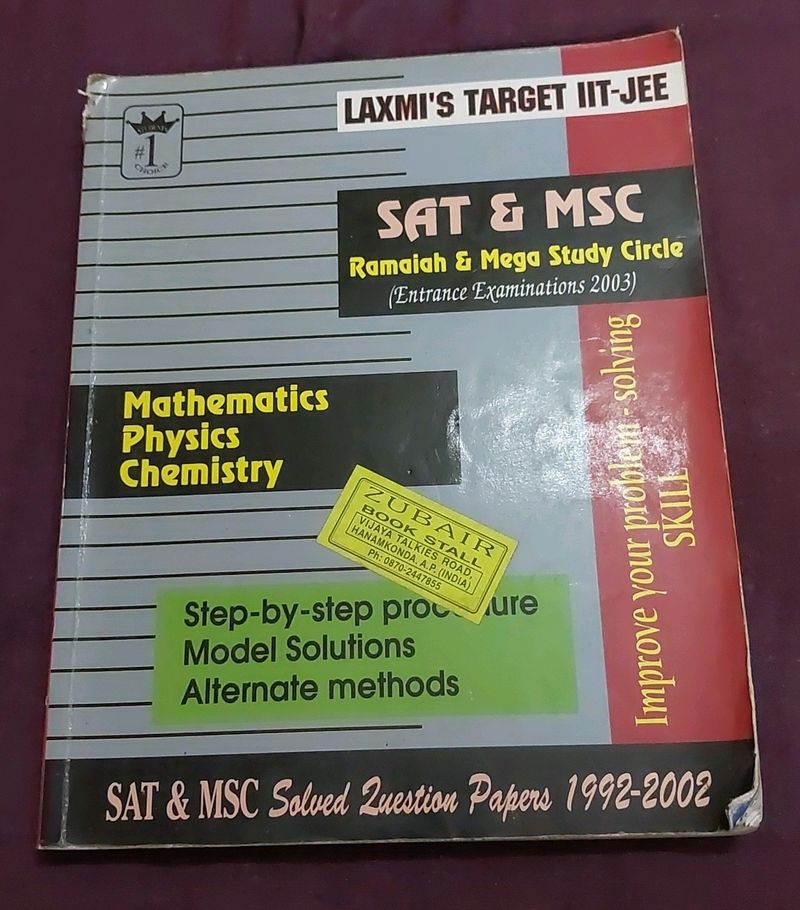 STUDENTS
#1
CHOICE
LAXMI'S TARGET IIT-JEE
SAT & MSC
Ramaiah & Mega Study Circle
(Entrance Examinations 2003)
Improve your problem - solving
SKILL
Mathematics
Physics
Chemistry
ZUBAIR
BOOK STALL
VIJAYA TALKIES ROAD,
HANAMKONDA. A.P. (INDIA)
Ph: 0870-2447855
Step-by-step procedure
Model Solutions
Alternate methods
SAT & MSC Solved Question Papers 1992-2002